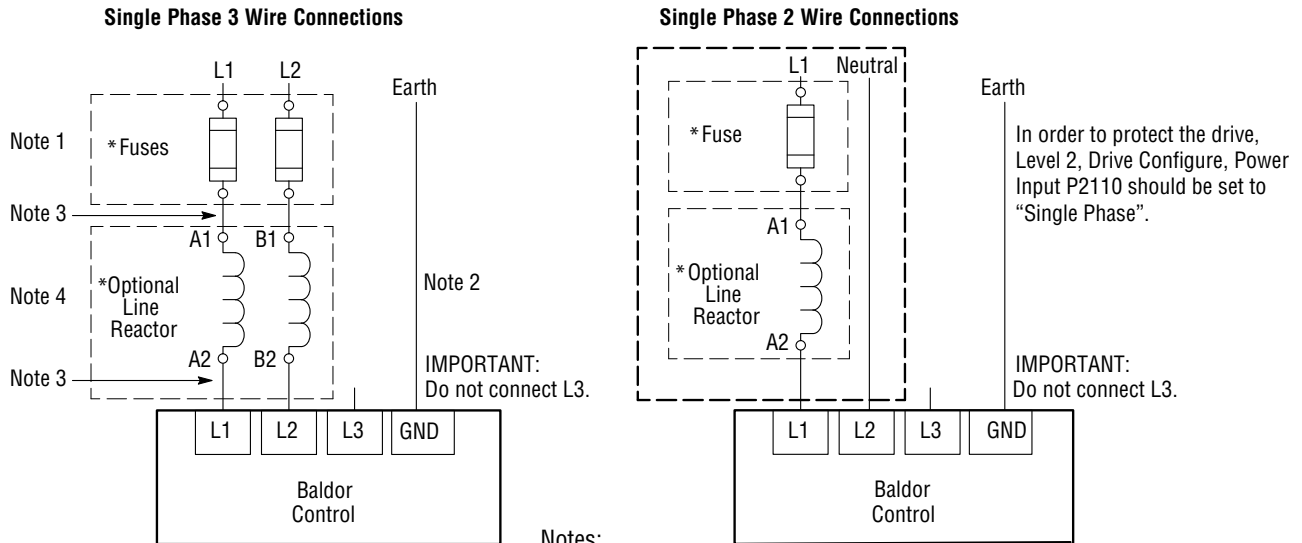 Single Phase 3 Wire Connections
L1 L2
Earth
Note 1
*Fuses
Note 3
A1 B1
Note 4
*Optional
Line
Reactor
Note 2
A2 B2
Note 3
IMPORTANT:
Do not connect L3.
L1 L2 L3 GND
Baldor
Control
Single Phase 2 Wire Connections
L1 Neutral
Earth
*Fuse
In order to protect the drive,
Level 2, Drive Configure, Power
Input P2110 should be set to
“Single Phase”.
A1
*Optional
Line
Reactor
A2
IMPORTANT:
Do not connect L3.
L1 L2 L3 GND
Baldor
Control
Notes: